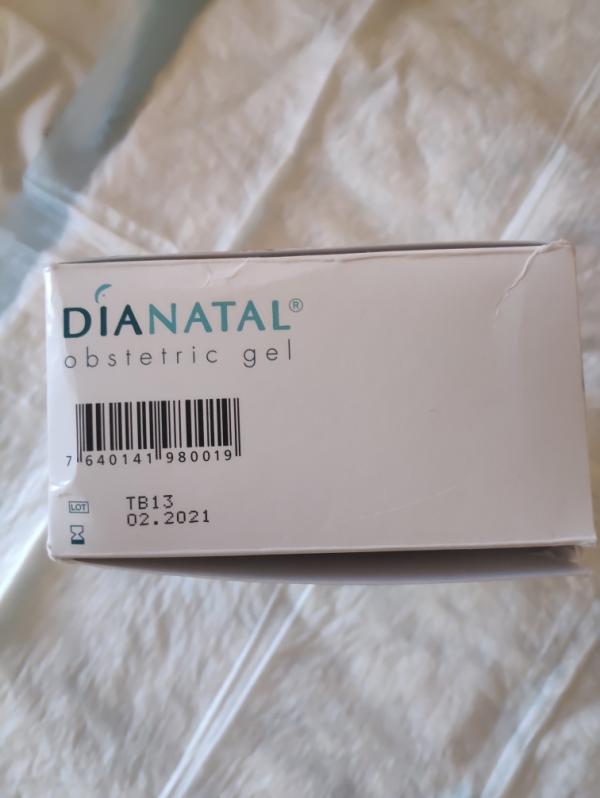 DIANATAL®
obstetric gel
7 640141 980019
LOT TB13
02.2021